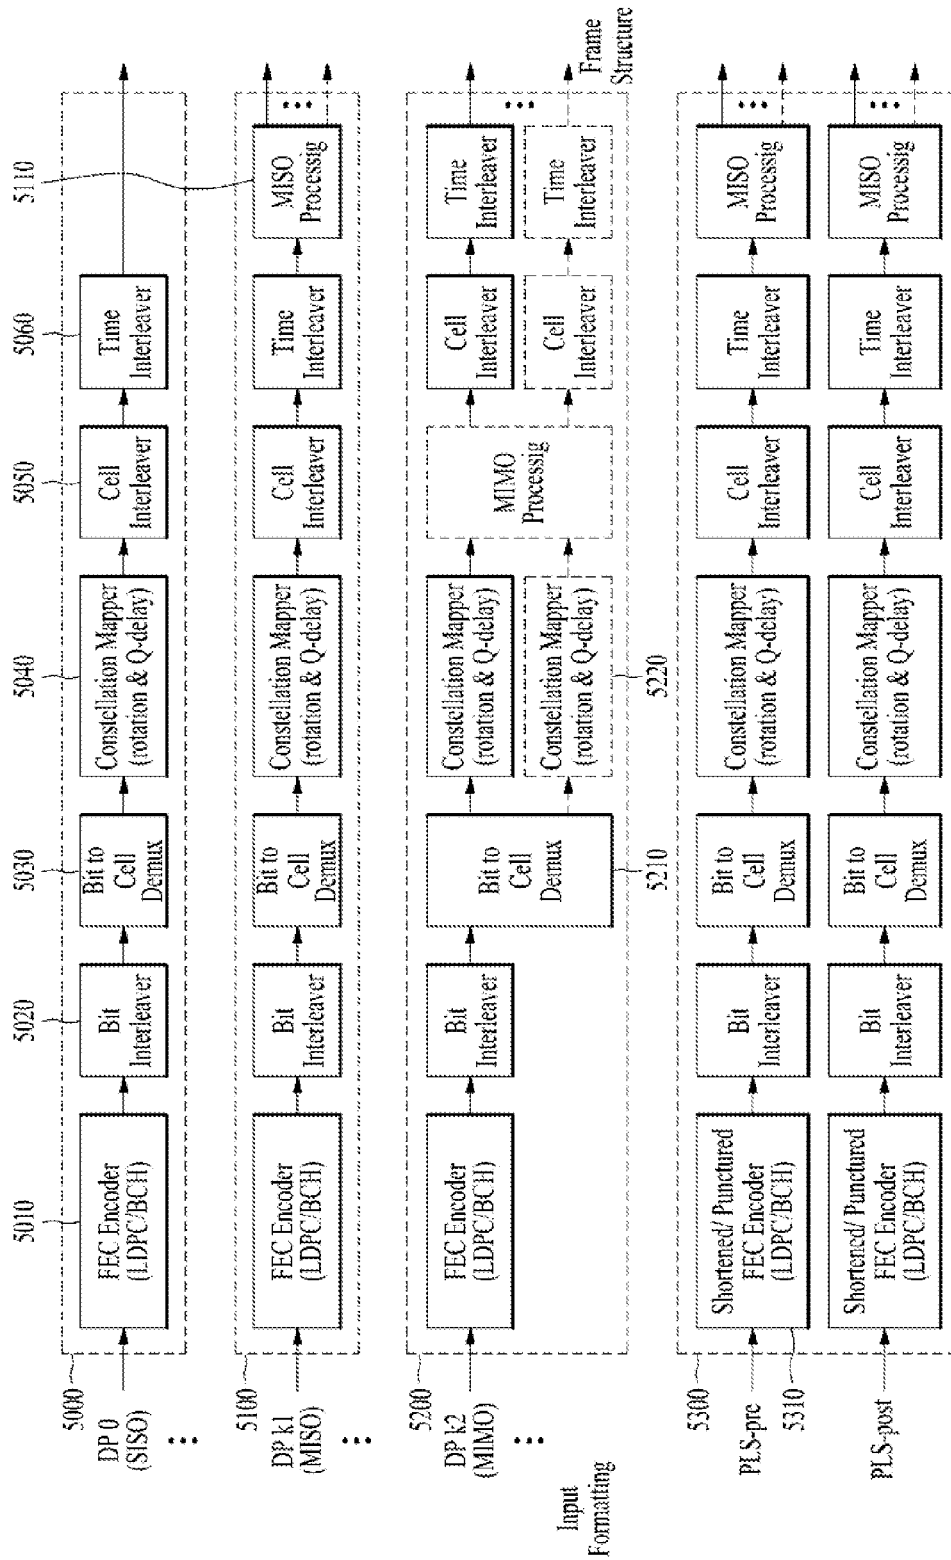 5010
5020
5030
5040
5050
5060
5110
5000
DP 0
(SISO)
FEC Encoder
(LDPC/BCH)
Bit
Interleaver
Bit to
Cell
Demux
Constellation Mapper
(rotation & Q-delay)
Cell
Interleaver
Time
Interleaver
5100
DP k1
(MISO)
FEC Encoder
(LDPC/BCH)
Bit
Interleaver
Bit to
Cell
Demux
Constellation Mapper
(rotation & Q-delay)
Cell
Interleaver
Time
Interleaver
MISO
Processig
5200
DP k2
(MIMO)
FEC Encoder
(LDPC/BCH)
Bit
Interleaver
Bit to
Cell
Demux
Constellation Mapper
(rotation & Q-delay)
Constellation Mapper
(rotation & Q-delay)
MIMO
Processig
Cell
Interleaver
Time
Interleaver
Cell
Interleaver
Time
Interleaver
5210
5220
Input
Formatting
Frame
Structure
5300
PLS-pre
5310
Shortened/ Punctured
FEC Encoder
(LDPC/BCH)
Bit
Interleaver
Bit to
Cell
Demux
Constellation Mapper
(rotation & Q-delay)
Cell
Interleaver
Time
Interleaver
MISO
Processig
PLS-post
Shortened/ Punctured
FEC Encoder
(LDPC/BCH)
Bit
Interleaver
Bit to
Cell
Demux
Constellation Mapper
(rotation & Q-delay)
Cell
Interleaver
Time
Interleaver
MISO
Processig